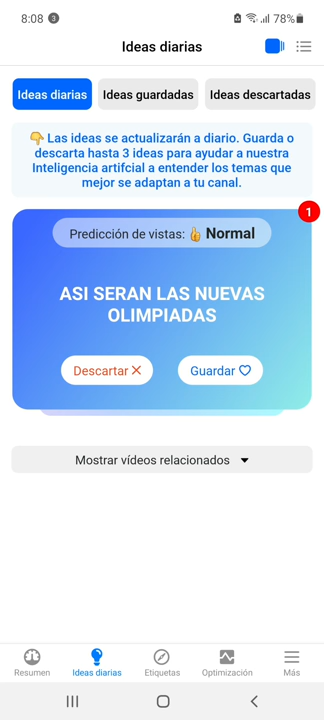 8:08 3 78%
Ideas diarias
Ideas diarias Ideas guardadas Ideas descartadas
👇 Las ideas se actualizarán a diario. Guarda o
descarta hasta 3 ideas para ayudar a nuestra
Inteligencia artifcial a entender los temas que
mejor se adaptan a tu canal.
1
Predicción de vistas: 👍 Normal
ASI SERAN LAS NUEVAS
OLIMPIADAS
Descartar Guardar
Mostrar vídeos relacionados
Resumen Ideas diarias Etiquetas Optimización Más